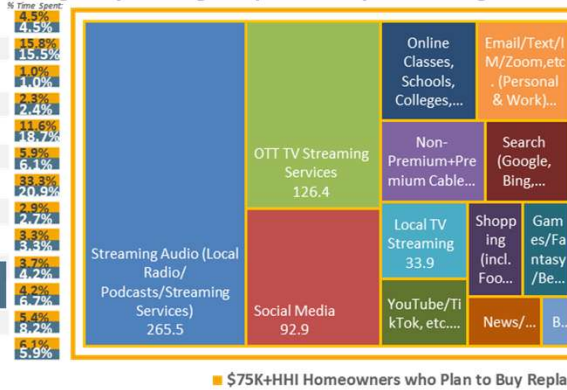 % Time Spent:
4.5%
4.5%
15.8%
15.5%
1.0%
1.0%
2.3%
2.4%
11.6%
18.7%
5.9%
6.1%
33.3%
20.9%
2.9%
2.7%
3.3%
3.3%
3.7%
4.2%
4.2%
6.7%
5.4%
8.2%
6.1%
5.9%
Streaming Audio (Local
Radio/
Podcasts/Streaming
Services)
265.5
OTT TV Streaming
Services
126.4
Social Media
92.9
Online
Classes,
Schools,
Colleges,...
Email/Text/I
M/Zoom,etc
. (Personal
& Work)...
Non-
Premium+Pre
mium Cable...
Search
(Google,
Bing,...
Local TV
Streaming
33.9
Shopp
ing
(incl.
Foo...
Gam
es/Fa
ntasy
/Be...
YouTube/Ti
kTok, etc....
News/...
B...
$75K+HHI Homeowners who Plan to Buy Repla